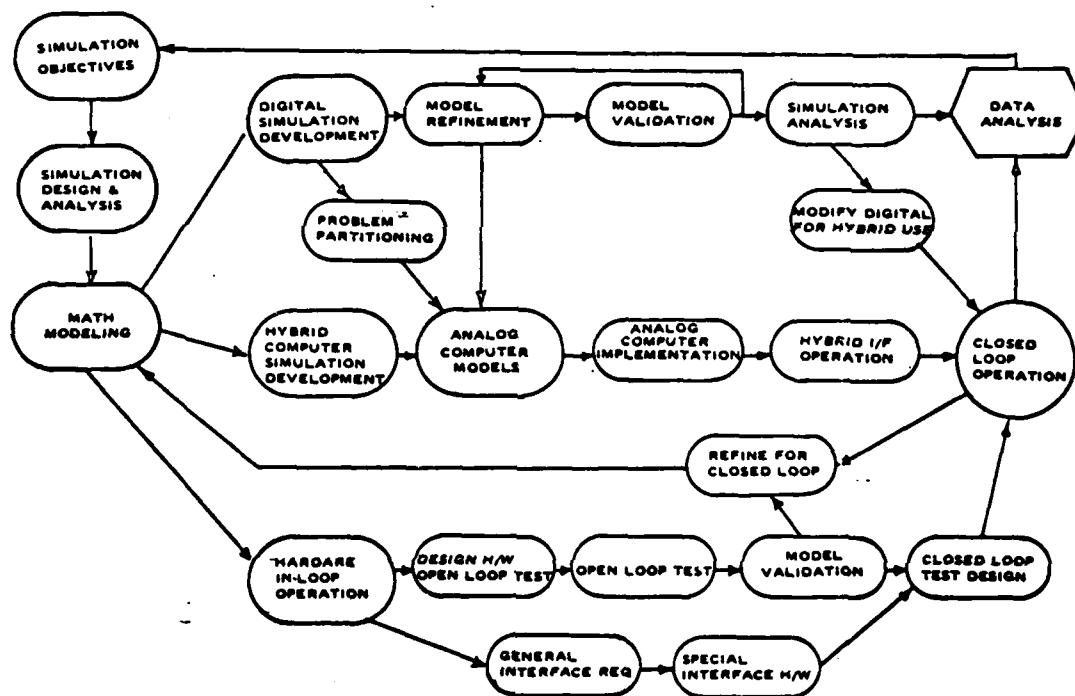 SIMULATION
OBJECTIVES
DIGITAL
SIMULATION
DEVELOPMENT
MODEL
REFINEMENT
MODEL
VALIDATION
SIMULATION
ANALYSIS
DATA
ANALYSIS
SIMULATION
DESIGN &
ANALYSIS
PROBLEM
PARTITIONING
MODIFY DIGITAL
FOR HYBRID USE
MATH
MODELING
HYBRID
COMPUTER
SIMULATION
DEVELOPMENT
ANALOG
COMPUTER
MODELS
ANALOG
COMPUTER
IMPLEMENTATION
HYBRID I/F
OPERATION
CLOSED
LOOP
OPERATION
REFINE FOR
CLOSED LOOP
HARDARE
IN-LOOP
OPERATION
DESIGN H/W
OPEN LOOP TEST
OPEN LOOP TEST
MODEL
VALIDATION
CLOSED LOOP
TEST DESIGN
GENERAL
INTERFACE REQ
SPECIAL
INTERFACE H/W